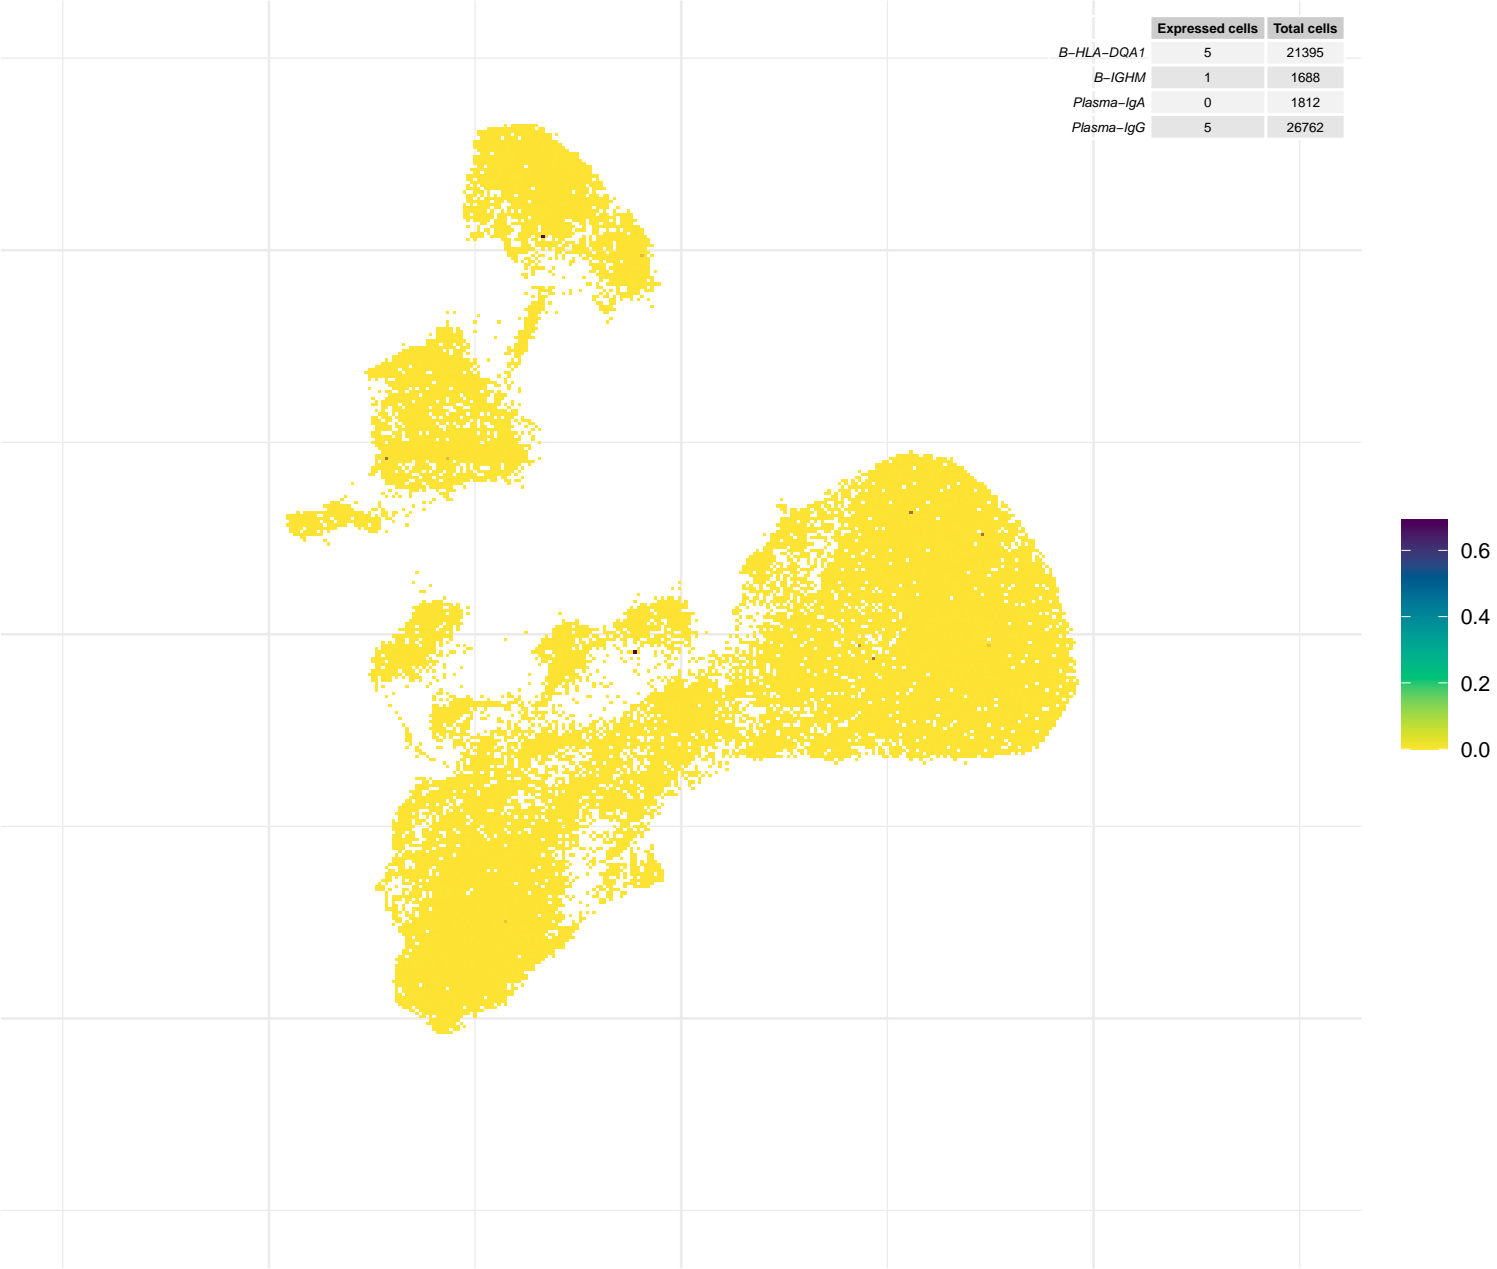 Expressed cells Total cells
B−HLA−DQA1 5 21395
B−IGHM 1 1688
Plasma−IgA 0 1812
Plasma−IgG 5 26762
0.6
0.4
0.2
0.0